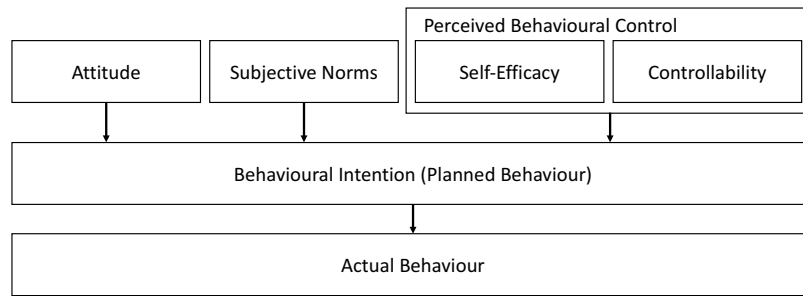 Perceived Behavioural Control
Attitude
Subjective Norms
Self-Efficacy
Controllability
Behavioural Intention (Planned Behaviour)
Actual Behaviour